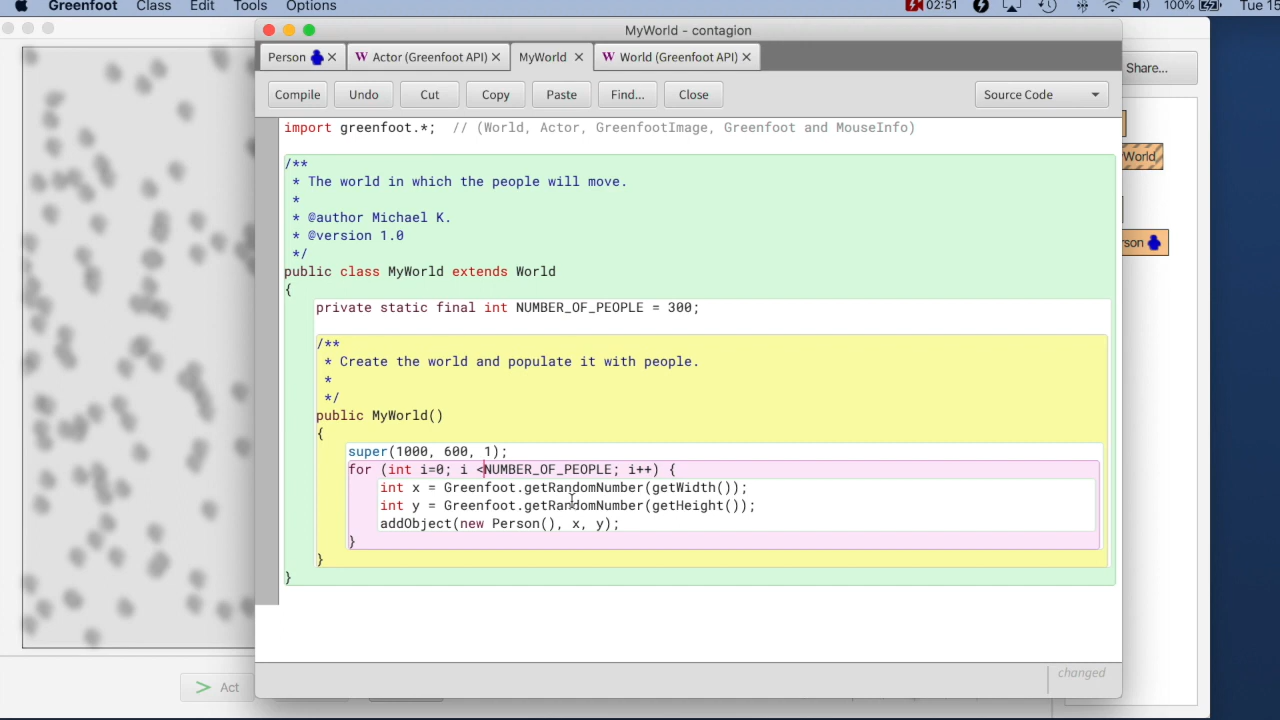 Greenfoot Class Edit Tools Options 02:51 100% Tue 15
MyWorld - contagion
Person W Actor (Greenfoot API) MyWorld W World (Greenfoot API)
Share...
Compile Undo Cut Copy Paste Find... Close Source Code
import greenfoot.*;  // (World, Actor, GreenfootImage, Greenfoot and MouseInfo)
/**
 * The world in which the people will move.
 *
 * @author Michael K.
 * @version 1.0
 */
public class MyWorld extends World
{
    private static final int NUMBER_OF_PEOPLE = 300;
    /**
     * Create the world and populate it with people.
     *
     */
    public MyWorld()
    {
        super(1000, 600, 1);
        for (int i=0; i <NUMBER_OF_PEOPLE; i++) {
            int x = Greenfoot.getRandomNumber(getWidth());
            int y = Greenfoot.getRandomNumber(getHeight());
            addObject(new Person(), x, y);
        }
    }
}
World
rson
Act
changed